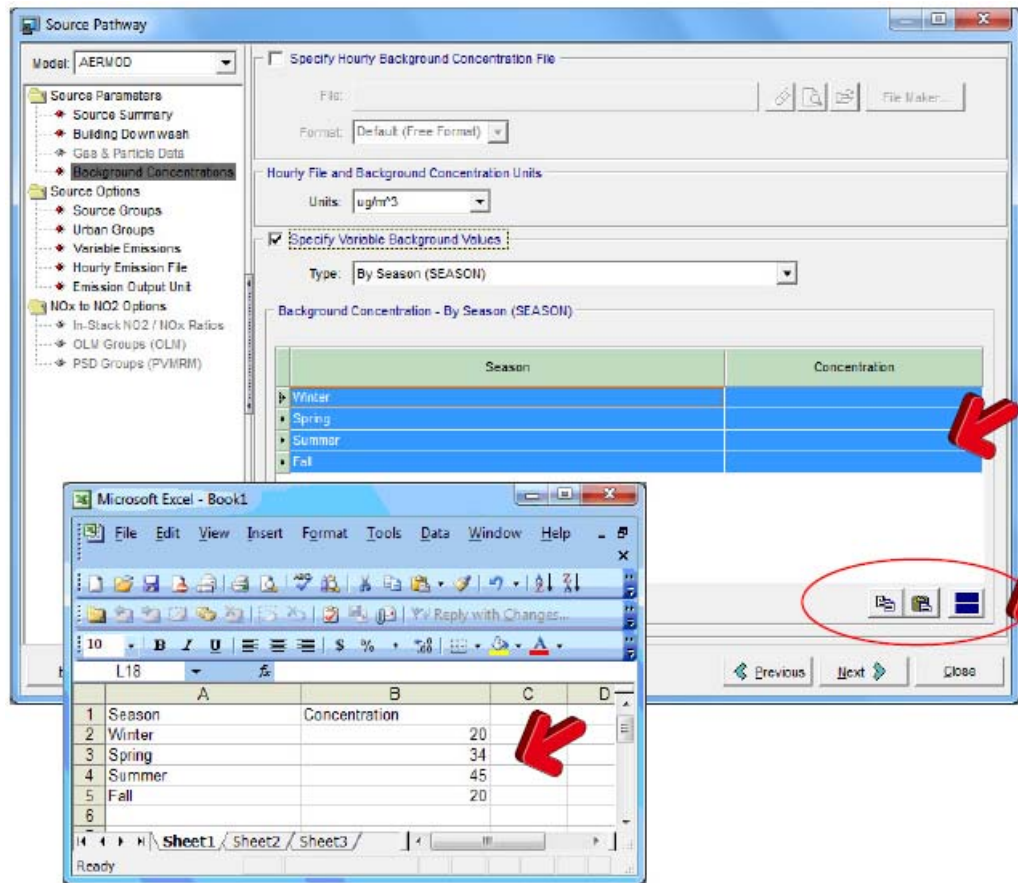 Source Pathway
Model: AERMOD
Source Parameters
Source Summary
Building Downwash
Gas & Particle Data
Background Concentrations
Source Options
Source Groups
Urban Groups
Variable Emissions
Hourly Emission File
Emission Output Unit
NOx to NO2 Options
In-Stack NO2 / NOx Ratios
OLM Groups (OLM)
PSD Groups (PVMRM)
Specify Hourly Background Concentration File
File:
File Maker...
Format: Default (Free Format)
Hourly File and Background Concentration Units
Units: ug/m^3
Specify Variable Background Values
Type: By Season (SEASON)
Background Concentration - By Season (SEASON)
Season Concentration
Winter
Spring
Summer
Fall
Previous Next Close
Microsoft Excel - Book1
File Edit View Insert Format Tools Data Window Help
Reply with Changes...
10 B I U $ % ,
L18 fx
A B C D
1 Season Concentration
2 Winter 20
3 Spring 34
4 Summer 45
5 Fall 20
6
Sheet1 / Sheet2 / Sheet3 /
Ready